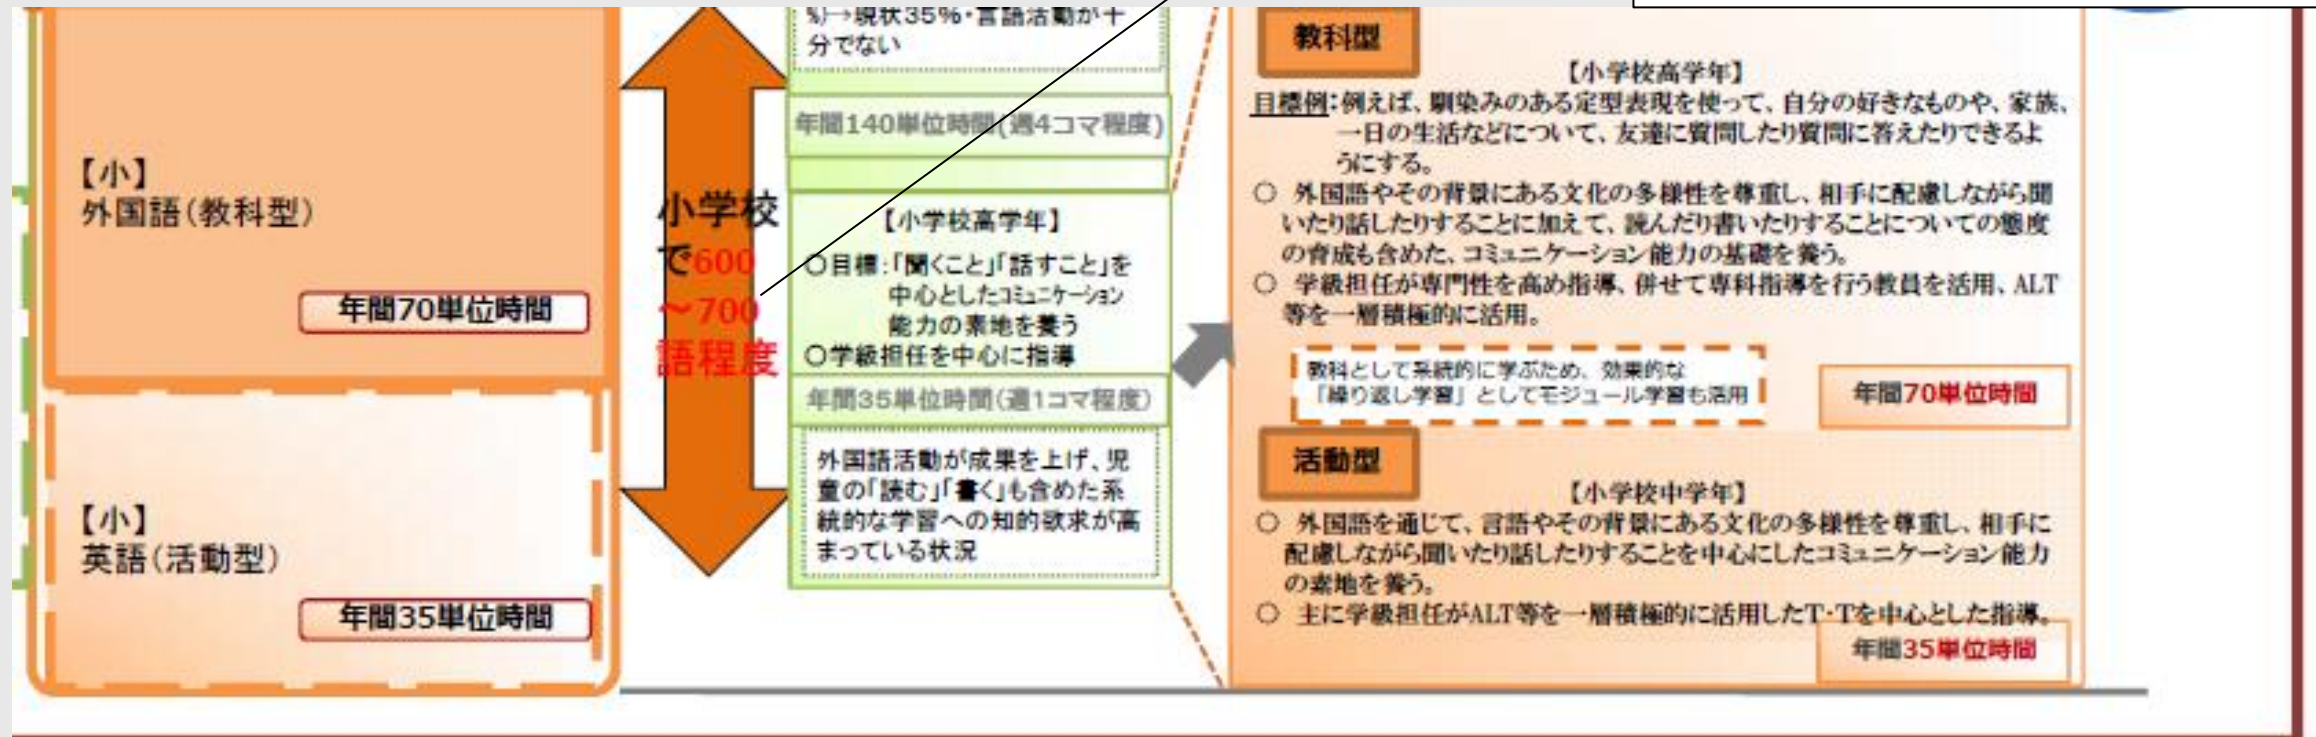 【小】
外国語(教科型)
年間70単位時間
【小】
英語(活動型)
年間35単位時間
小学校
で600
～700
語程度
%)→現状35%・言語活動が十
分でない
年間140単位時間(週4コマ程度)
【小学校高学年】
○目標:「聞くこと」「話すこと」を
中心としたコミュニケーション
能力の素地を養う
○学級担任を中心に指導
年間35単位時間(週1コマ程度)
外国語活動が成果を上げ、児
童の「読む」「書く」も含めた系
統的な学習への知的欲求が高
まっている状況
教科型
【小学校高学年】
目標例:例えば、馴染みのある定型表現を使って、自分の好きなものや、家族、
一日の生活などについて、友達に質問したり質問に答えたりできるよ
うにする。
○ 外国語やその背景にある文化の多様性を尊重し、相手に配慮しながら聞
いたり話したりすることに加えて、読んだり書いたりすることについての態度
の育成も含めた、コミュニケーション能力の基礎を養う。
○ 学級担任が専門性を高め指導、併せて専科指導を行う教員を活用、ALT
等を一層積極的に活用。
教科として系統的に学ぶため、効果的な
「繰り返し学習」としてモジュール学習も活用
年間70単位時間
活動型
【小学校中学年】
○ 外国語を通じて、言語やその背景にある文化の多様性を尊重し、相手に
配慮しながら聞いたり話したりすることを中心にしたコミュニケーション能力
の素地を養う。
○ 主に学級担任がALT等を一層積極的に活用したT・Tを中心とした指導。
年間35単位時間